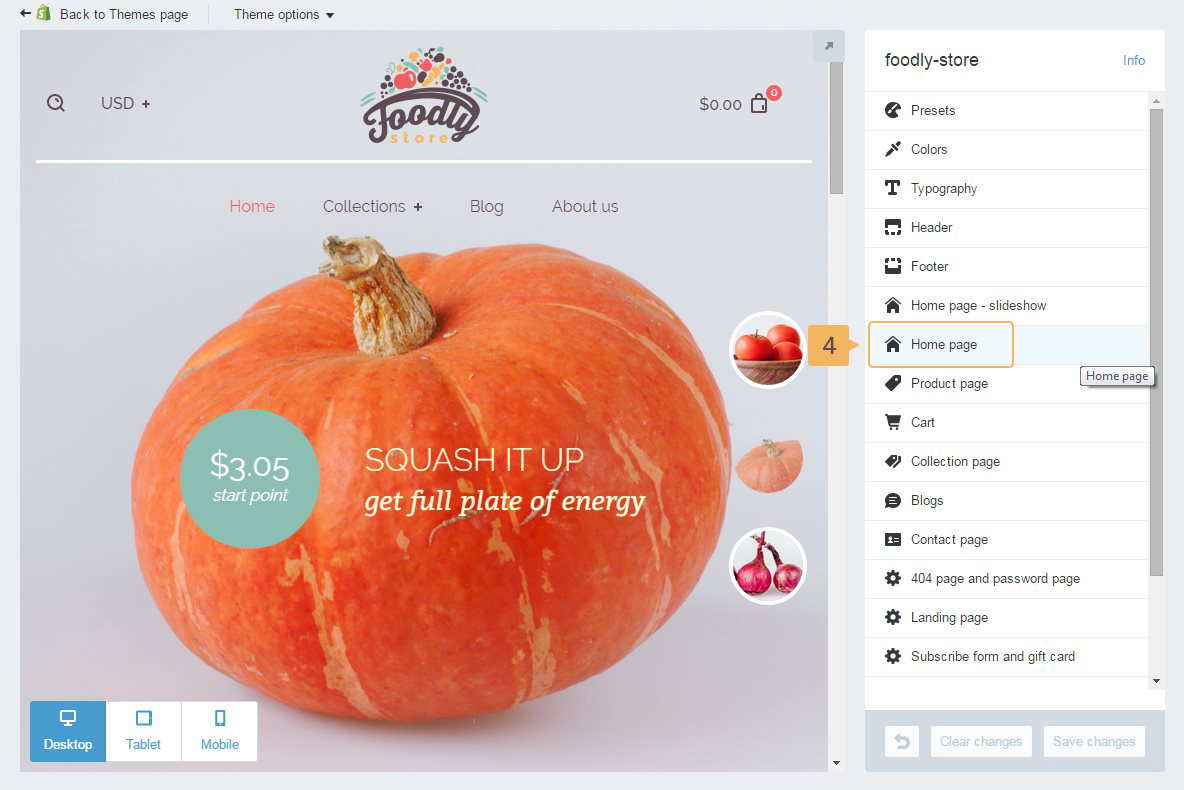 Back to Themes page
Theme options
USD +
Foodly
store
$0.00
0
Home
Collections +
Blog
About us
$3.05
start point
SQUASH IT UP
get full plate of energy
Desktop
Tablet
Mobile
4
foodly-store
Info
Presets
Colors
Typography
Header
Footer
Home page - slideshow
Home page
Home page
Product page
Cart
Collection page
Blogs
Contact page
404 page and password page
Landing page
Subscribe form and gift card
Clear changes
Save changes